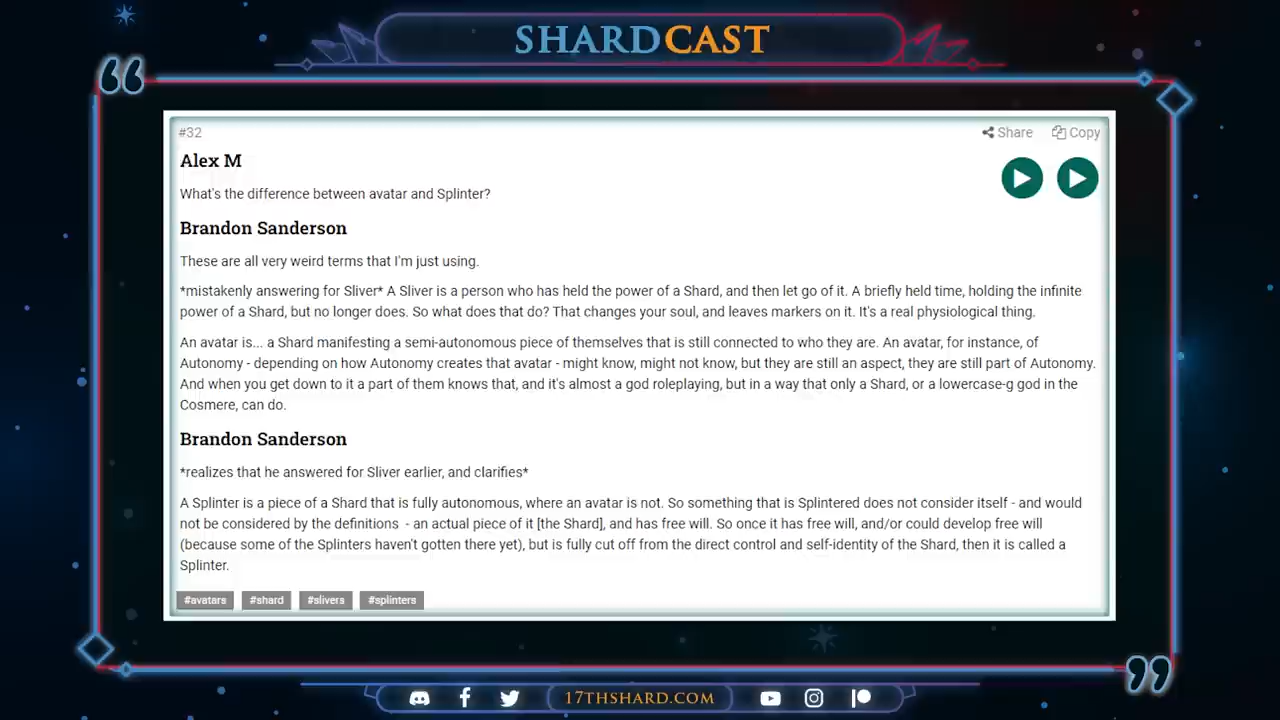 SHARDCAST
#32
Share
Copy
Alex M
What's the difference between avatar and Splinter?
Brandon Sanderson
These are all very weird terms that I'm just using.
*mistakenly answering for Sliver* A Sliver is a person who has held the power of a Shard, and then let go of it. A briefly held time, holding the infinite
power of a Shard, but no longer does. So what does that do? That changes your soul, and leaves markers on it. It's a real physiological thing.
An avatar is... a Shard manifesting a semi-autonomous piece of themselves that is still connected to who they are. An avatar, for instance, of
Autonomy - depending on how Autonomy creates that avatar - might know, might not know, but they are still an aspect, they are still part of Autonomy.
And when you get down to it a part of them knows that, and it's almost a god roleplaying, but in a way that only a Shard, or a lowercase-g god in the
Cosmere, can do.
Brandon Sanderson
*realizes that he answered for Sliver earlier, and clarifies*
A Splinter is a piece of a Shard that is fully autonomous, where an avatar is not. So something that is Splintered does not consider itself - and would
not be considered by the definitions - an actual piece of it [the Shard], and has free will. So once it has free will, and/or could develop free will
(because some of the Splinters haven't gotten there yet), but is fully cut off from the direct control and self-identity of the Shard, then it is called a
Splinter.
#avatars #shard #slivers #splinters
17THSHARD.COM